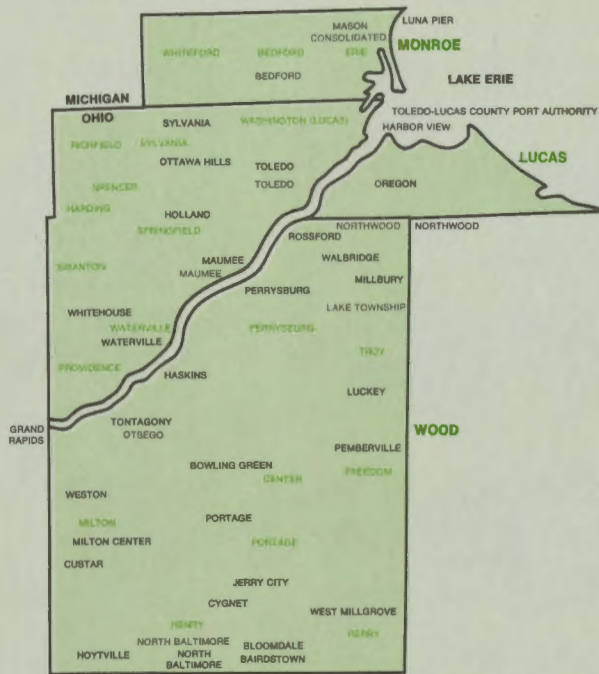 LUNA PIER
MASON
CONSOLIDATED
MONROE
WHITEFORD BEDFORD ERIE
BEDFORD
LAKE ERIE
MICHIGAN
OHIO
TOLEDO-LUCAS COUNTY PORT AUTHORITY
SYLVANIA WASHINGTON (LUCAS)
HARBOR VIEW
RICHFIELD SYLVANIA
OTTAWA HILLS TOLEDO
LUCAS
SPENCER TOLEDO OREGON
HARDING
HOLLAND
SPRINGFIELD ROSSFORD NORTHWOOD NORTHWOOD
SWANTON MAUMEE WALBRIDGE
MAUMEE
PERRYSBURG MILLBURY
WHITEHOUSE LAKE TOWNSHIP
WATERVILLE PERRYSBURG
WATERVILLE
TROY
PROVIDENCE
HASKINS
LUCKEY
GRAND
RAPIDS
TONTAGONY
OTSEGO
WOOD
PEMBERVILLE
BOWLING GREEN
CENTER FREEDOM
WESTON
MILTON PORTAGE
MILTON CENTER PORTAGE
CUSTAR
JERRY CITY
CYGNET
WEST MILLGROVE
HENRY
PERRY
NORTH BALTIMORE BLOOMDALE
HOYTVILLE NORTH
BALTIMORE
BAIRDSTOWN